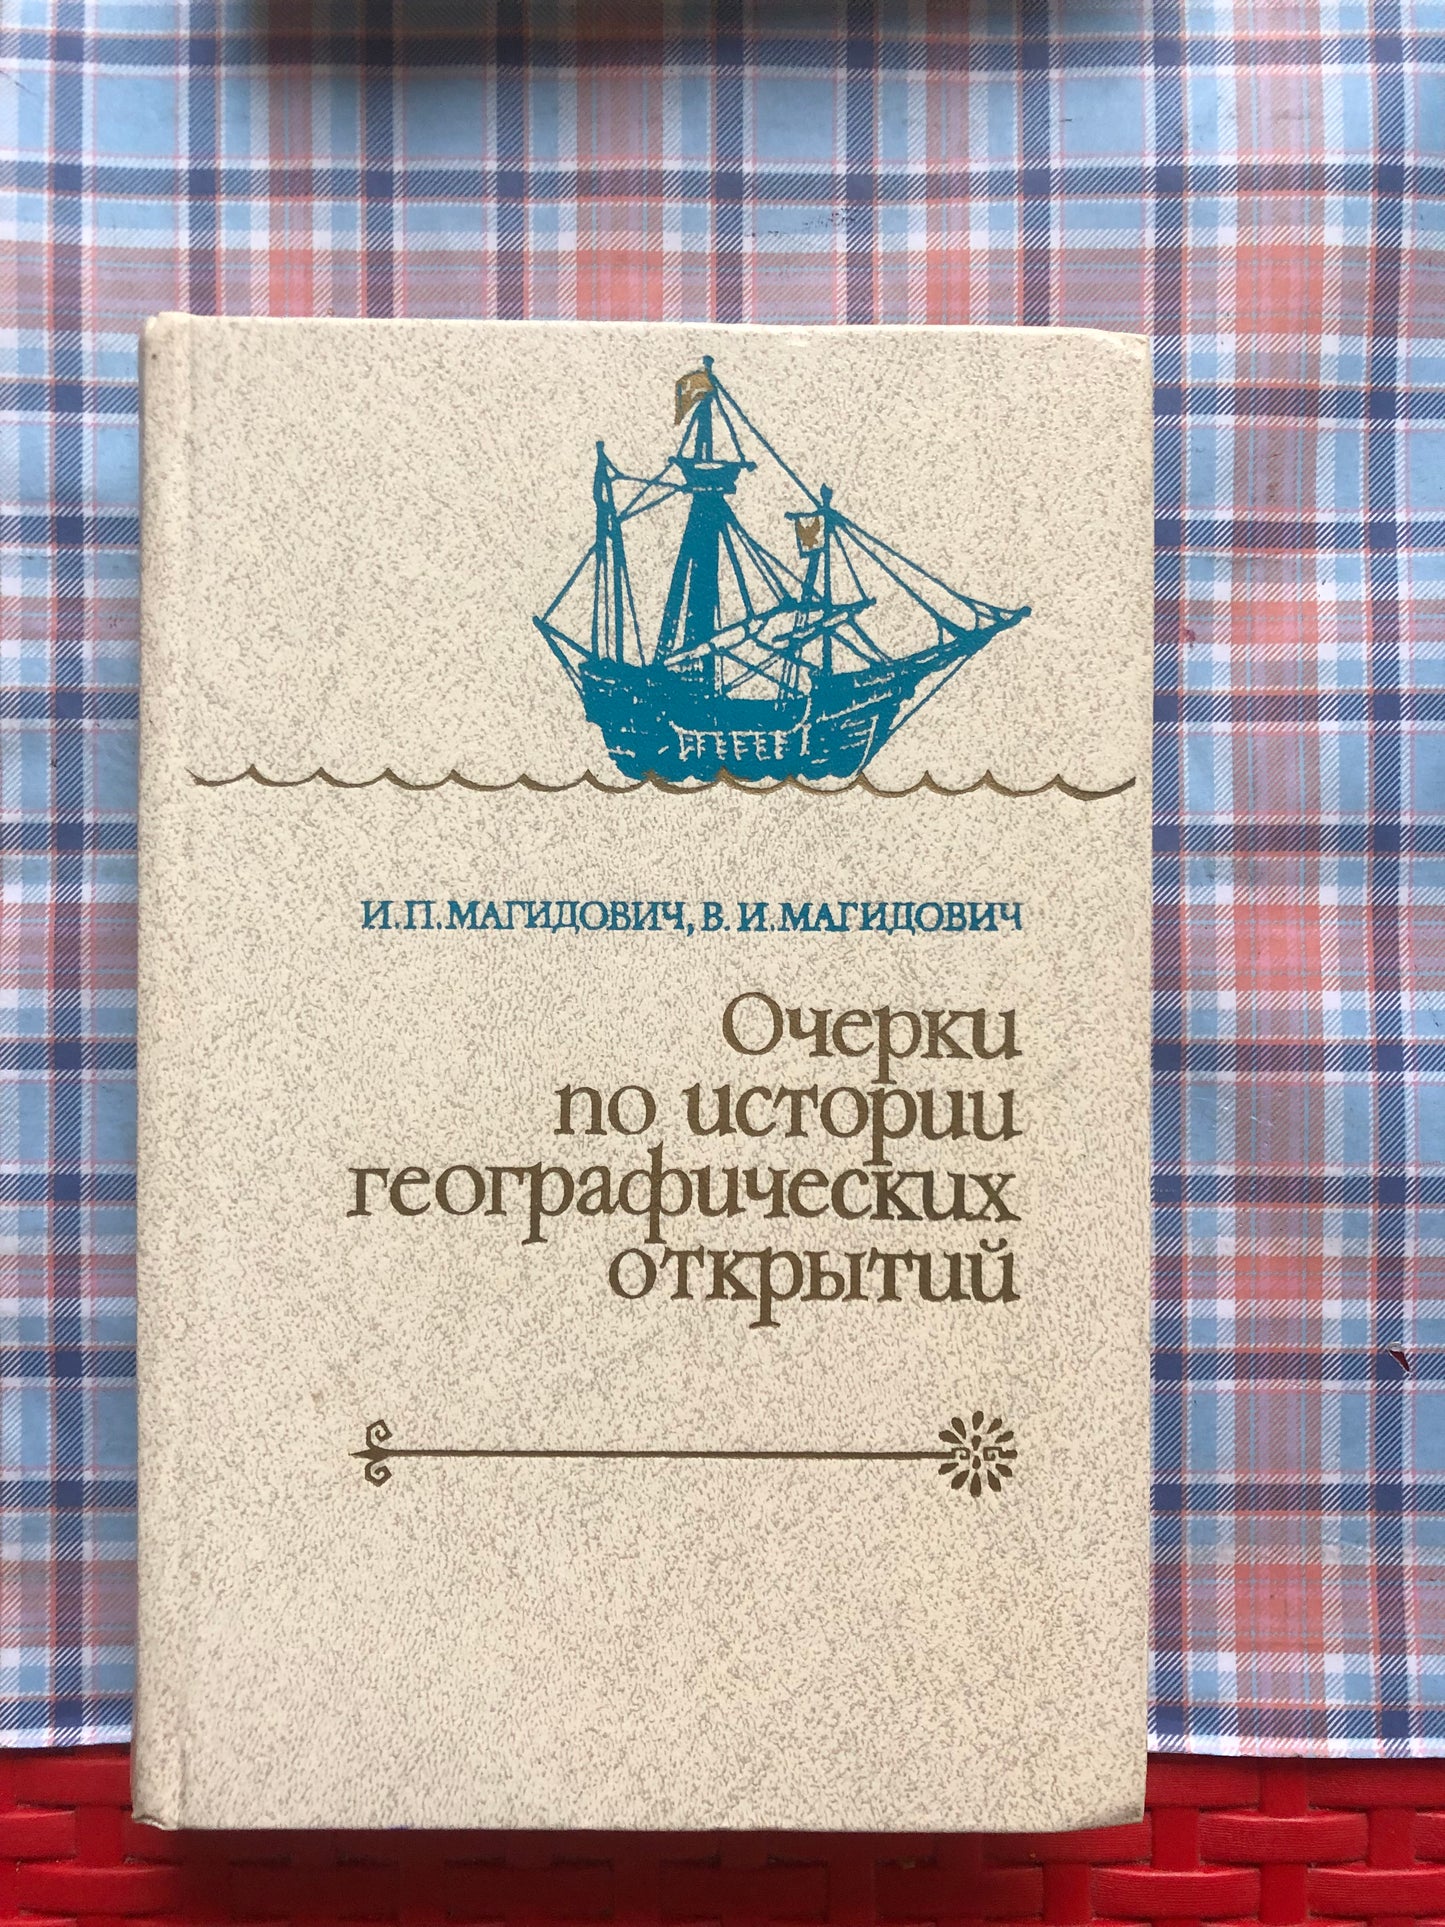 И.П.МАГИДОВИЧ, В.И.МАГИДОВИЧ
Очерки
по истории
географических
открытий